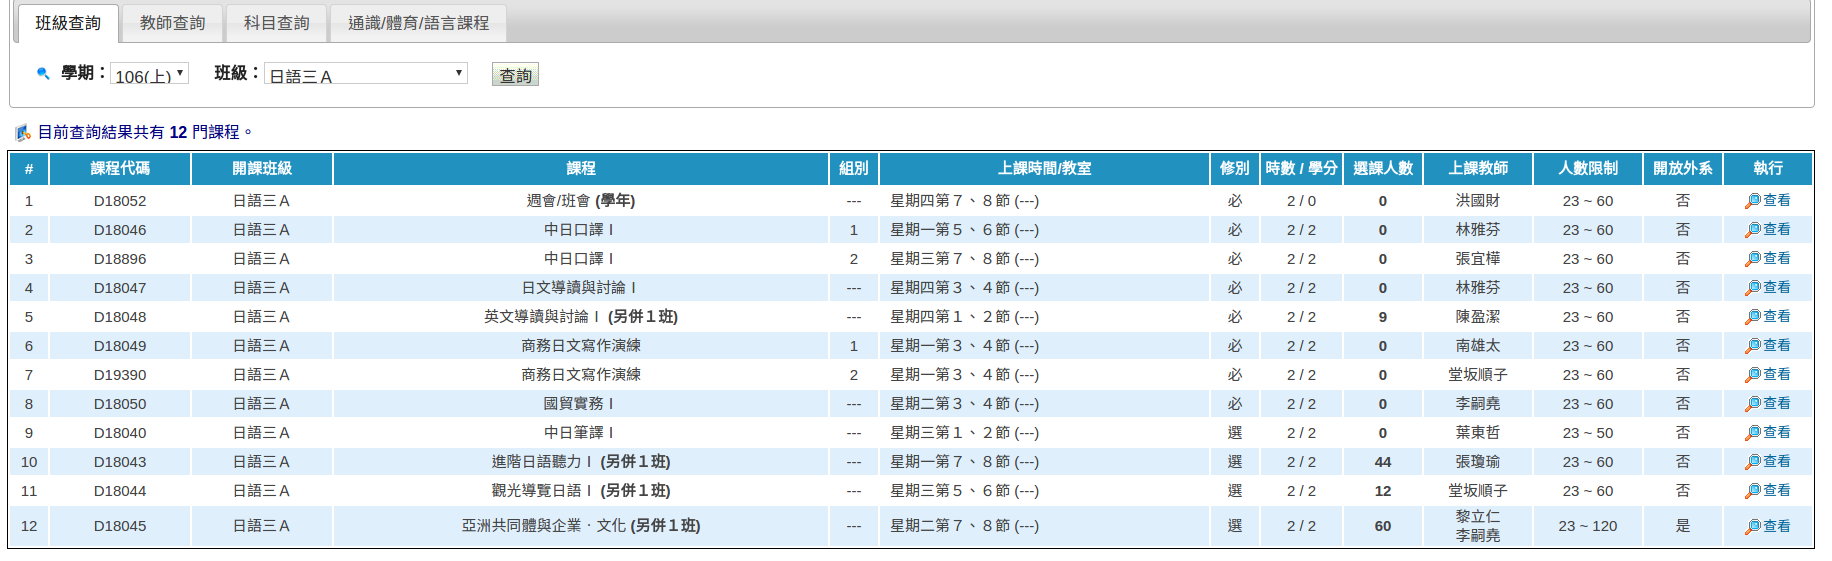 班級查詢 教師查詢 科目查詢 通識/體育/語言課程
學期： 106(上) 班級： 日語三Ａ 查詢
目前查詢結果共有 12 門課程。
# 課程代碼 開課班級 課程 組別 上課時間/教室 修別 時數 / 學分 選課人數 上課教師 人數限制 開放外系 執行
1 D18052 日語三Ａ 週會/班會 (學年) --- 星期四第７、８節 (---) 必 2 / 0 0 洪國財 23 ~ 60 否 查看
2 D18046 日語三Ａ 中日口譯Ⅰ 1 星期一第５、６節 (---) 必 2 / 2 0 林雅芬 23 ~ 60 否 查看
3 D18896 日語三Ａ 中日口譯Ⅰ 2 星期三第７、８節 (---) 必 2 / 2 0 張宜樺 23 ~ 60 否 查看
4 D18047 日語三Ａ 日文導讀與討論Ⅰ --- 星期四第３、４節 (---) 必 2 / 2 0 林雅芬 23 ~ 60 否 查看
5 D18048 日語三Ａ 英文導讀與討論Ⅰ (另併１班) --- 星期四第１、２節 (---) 必 2 / 2 9 陳盈潔 23 ~ 60 否 查看
6 D18049 日語三Ａ 商務日文寫作演練 1 星期一第３、４節 (---) 必 2 / 2 0 南雄太 23 ~ 60 否 查看
7 D19390 日語三Ａ 商務日文寫作演練 2 星期一第３、４節 (---) 必 2 / 2 0 堂坂順子 23 ~ 60 否 查看
8 D18050 日語三Ａ 國貿實務Ⅰ --- 星期二第３、４節 (---) 必 2 / 2 0 李嗣堯 23 ~ 60 否 查看
9 D18040 日語三Ａ 中日筆譯Ⅰ --- 星期三第１、２節 (---) 選 2 / 2 0 葉東哲 23 ~ 50 否 查看
10 D18043 日語三Ａ 進階日語聽力Ⅰ (另併１班) --- 星期一第７、８節 (---) 選 2 / 2 44 張瓊瑜 23 ~ 60 否 查看
11 D18044 日語三Ａ 觀光導覽日語Ⅰ (另併１班) --- 星期三第５、６節 (---) 選 2 / 2 12 堂坂順子 23 ~ 60 否 查看
12 D18045 日語三Ａ 亞洲共同體與企業‧文化 (另併１班) --- 星期二第７、８節 (---) 選 2 / 2 60 黎立仁 23 ~ 120 是 查看
李嗣堯